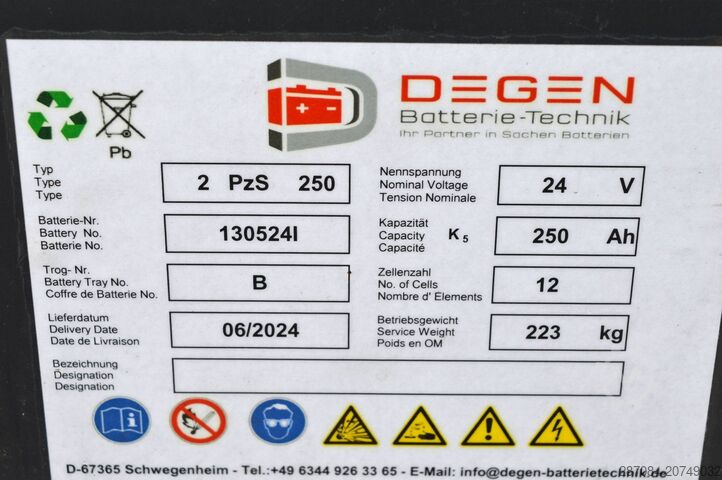 DEGEN
Batterie-Technik
Ihr Partner in Sachen Batterien
Pb
Typ
Type
Type
2 PzS 250
Nennspannung
Nominal Voltage
Tension Nominale
24 V
Batterie-Nr.
Battery No.
Batterie No.
130524I
Kapazität
Capacity
Capacité
K5
250 Ah
Trog- Nr.
Battery Tray No.
Coffre de Batterie No.
B
Zellenzahl
No. of Cells
Nombre d' Elements
12
Lieferdatum
Delivery Date
Date de Livraison
06/2024
Betriebsgewicht
Service Weight
Poids en OM
223 kg
Bezeichnung
Designation
Designation
D-67365 Schwegenheim - Tel.:+49 6344 926 33 65 - E-Mail: info@degen-batterietechnik.de